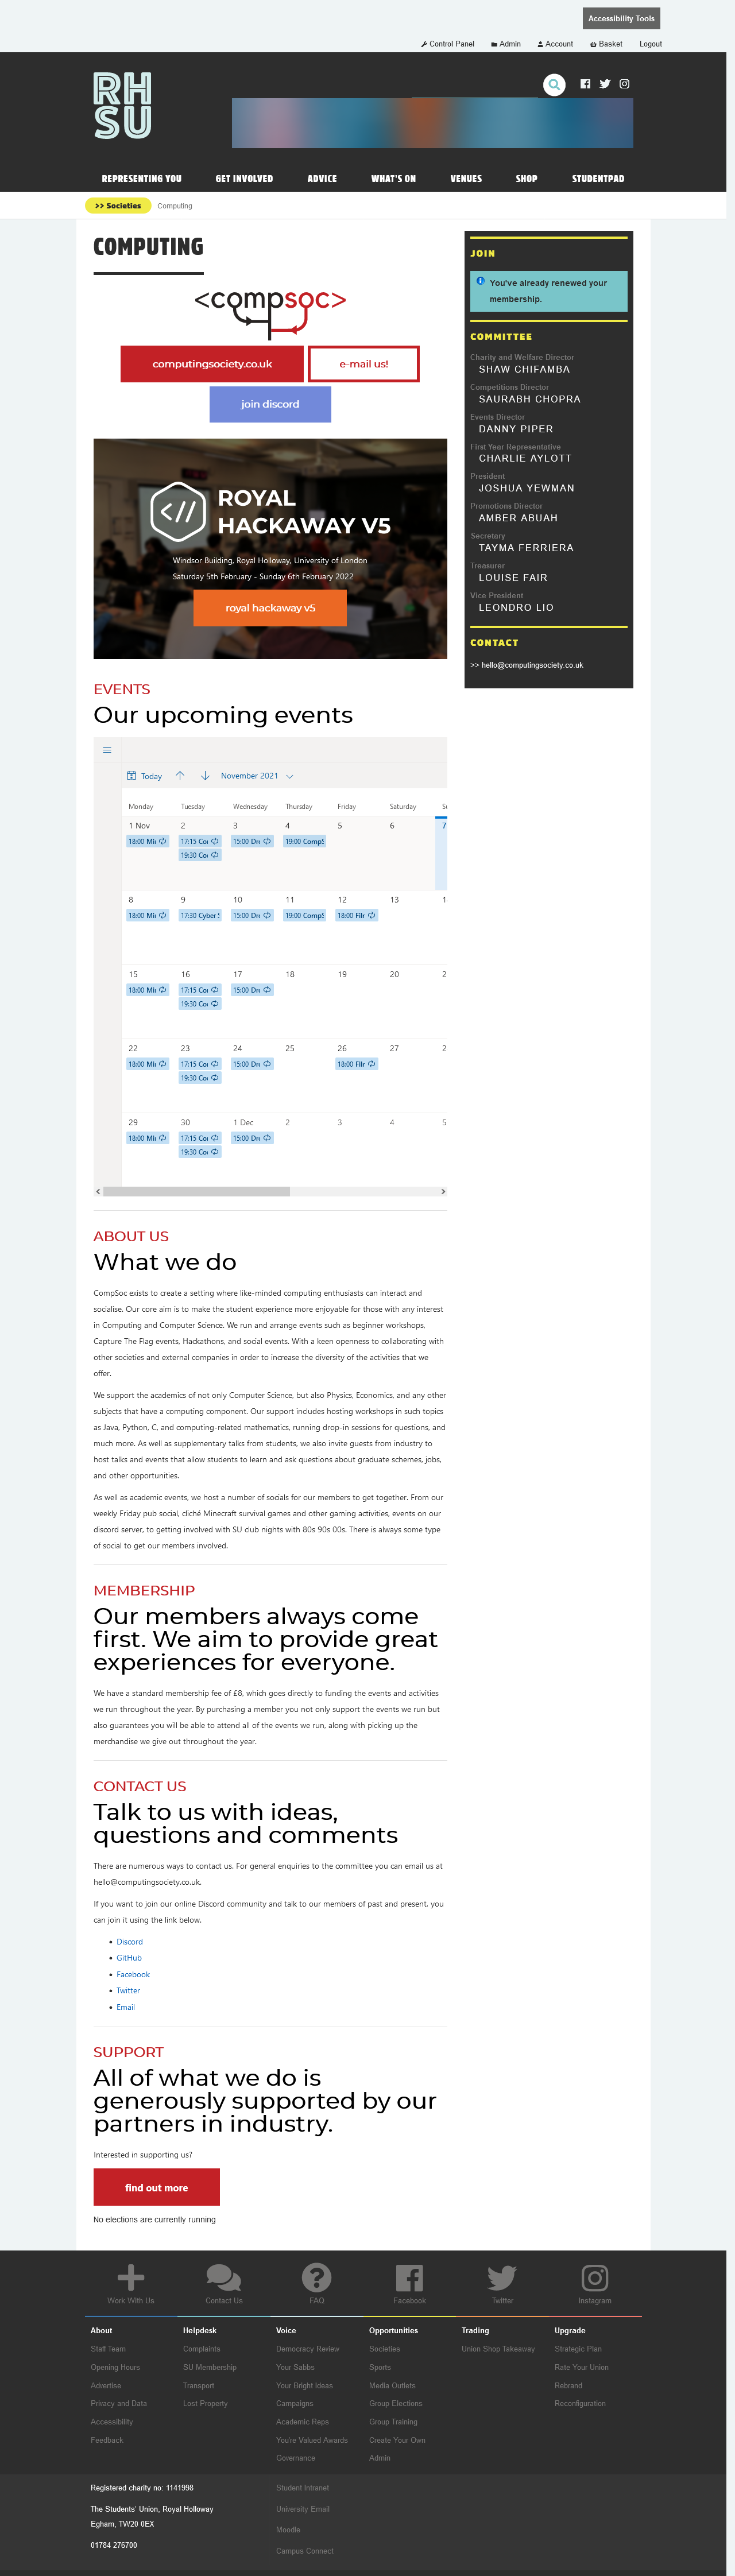 Accessibility Tools
Control Panel Admin Account Basket Logout
RH
SU
REPRESENTING YOU GET INVOLVED ADVICE WHAT'S ON VENUES SHOP STUDENTPAD
>> Societies Computing
COMPUTING
<compsoc>
computingsociety.co.uk e-mail us!
join discord
</> ROYAL
HACKAWAY V5
Windsor Building, Royal Holloway, University of London
Saturday 5th February - Sunday 6th February 2022
royal hackaway v5
JOIN
You've already renewed your
membership.
COMMITTEE
Charity and Welfare Director
SHAW CHIFAMBA
Competitions Director
SAURABH CHOPRA
Events Director
DANNY PIPER
First Year Representative
CHARLIE AYLOTT
President
JOSHUA YEWMAN
Promotions Director
AMBER ABUAH
Secretary
TAYMA FERRIERA
Treasurer
LOUISE FAIR
Vice President
LEONDRO LIO
CONTACT
>> hello@computingsociety.co.uk
EVENTS
Our upcoming events
Today November 2021
Monday Tuesday Wednesday Thursday Friday Saturday
1 Nov 2 3 4 5 6 7
18:00 17:15 15:00 19:00
19:30
8 9 10 11 12 13
18:00 17:30 Cyber 15:00 19:00 18:00
15 16 17 18 19 20
18:00 17:15 15:00
19:30
22 23 24 25 26 27
18:00 17:15 15:00 18:00
19:30
29 30 1 Dec 2 3 4 5
18:00 17:15 15:00
19:30
ABOUT US
What we do
CompSoc exists to create a setting where like-minded computing enthusiasts can interact and
socialise. Our core aim is to make the student experience more enjoyable for those with any interest
in Computing and Computer Science. We run and arrange events such as beginner workshops,
Capture The Flag events, Hackathons, and social events. With a keen openness to collaborating with
other societies and external companies in order to increase the diversity of the activities that we
offer.
We support the academics of not only Computer Science, but also Physics, Economics, and any other
subjects that have a computing component. Our support includes hosting workshops in such topics
as Java, Python, C, and computing-related mathematics, running drop-in sessions for questions, and
much more. As well as supplementary talks from students, we also invite guests from industry to
host talks and events that allow students to learn and ask questions about graduate schemes, jobs,
and other opportunities.
As well as academic events, we host a number of socials for our members to get together. From our
weekly Friday pub social, cliché Minecraft survival games and other gaming activities, events on our
discord server, to getting involved with SU club nights with 80s 90s 00s. There is always some type
of social to get our members involved.
MEMBERSHIP
Our members always come
first. We aim to provide great
experiences for everyone.
We have a standard membership fee of £8, which goes directly to funding the events and activities
we run throughout the year. By purchasing a member you not only support the events we run but
also guarantees you will be able to attend all of the events we run, along with picking up the
merchandise we give out throughout the year.
CONTACT US
Talk to us with ideas,
questions and comments
There are numerous ways to contact us. For general enquiries to the committee you can email us at
hello@computingsociety.co.uk.
If you want to join our online Discord community and talk to our members of past and present, you
can join it using the link below.
• Discord
• GitHub
• Facebook
• Twitter
• Email
SUPPORT
All of what we do is
generously supported by our
partners in industry.
Interested in supporting us?
find out more
No elections are currently running
Work With Us Contact Us FAQ Facebook Twitter Instagram
About Helpdesk Voice Opportunities Trading Upgrade
Staff Team Complaints Democracy Review Societies Union Shop Takeaway Strategic Plan
Opening Hours SU Membership Your Sabbs Sports Rate Your Union
Advertise Transport Your Bright Ideas Media Outlets Rebrand
Privacy and Data Lost Property Campaigns Group Elections Reconfiguration
Accessibility Academic Reps Group Training
Feedback You're Valued Awards Create Your Own
Governance Admin
Registered charity no: 1141998 Student Intranet
The Students' Union, Royal Holloway University Email
Egham, TW20 0EX Moodle
01784 276700 Campus Connect